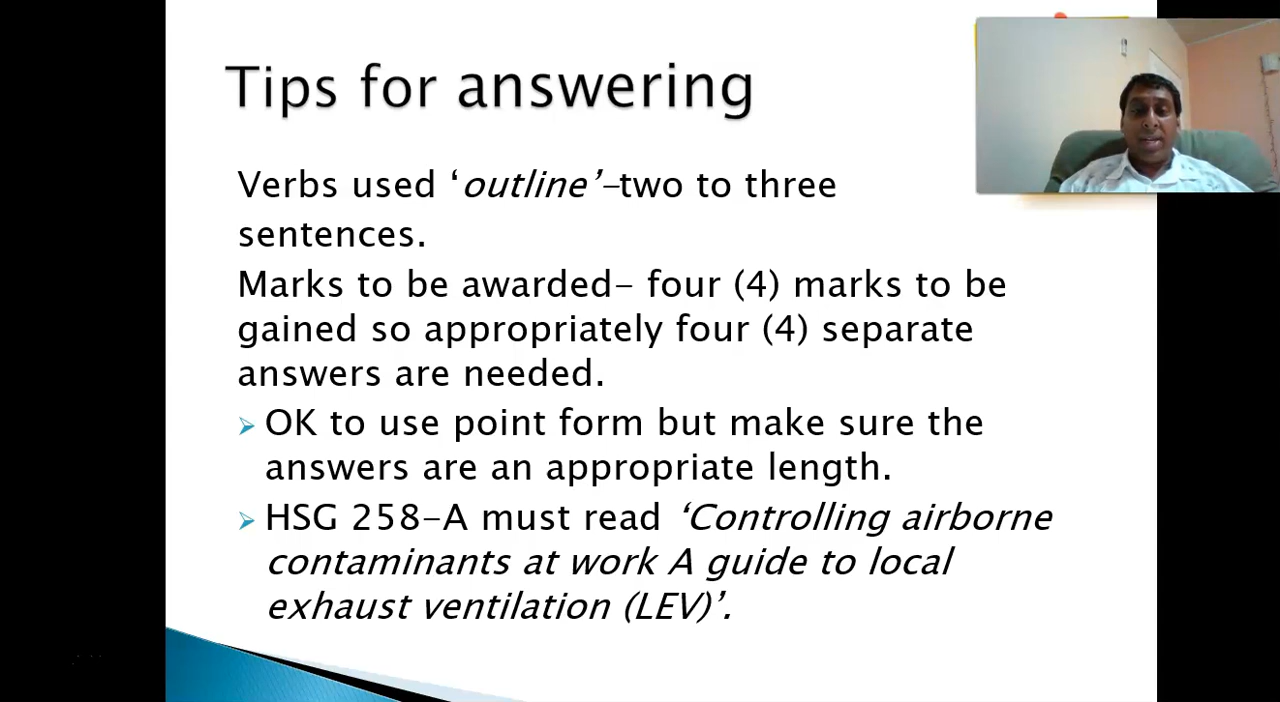 Tips for answering
Verbs used ‘outline’–two to three
sentences.
Marks to be awarded– four (4) marks to be
gained so appropriately four (4) separate
answers are needed.
OK to use point form but make sure the
answers are an appropriate length.
HSG 258–A must read ‘Controlling airborne
contaminants at work A guide to local
exhaust ventilation (LEV)’.